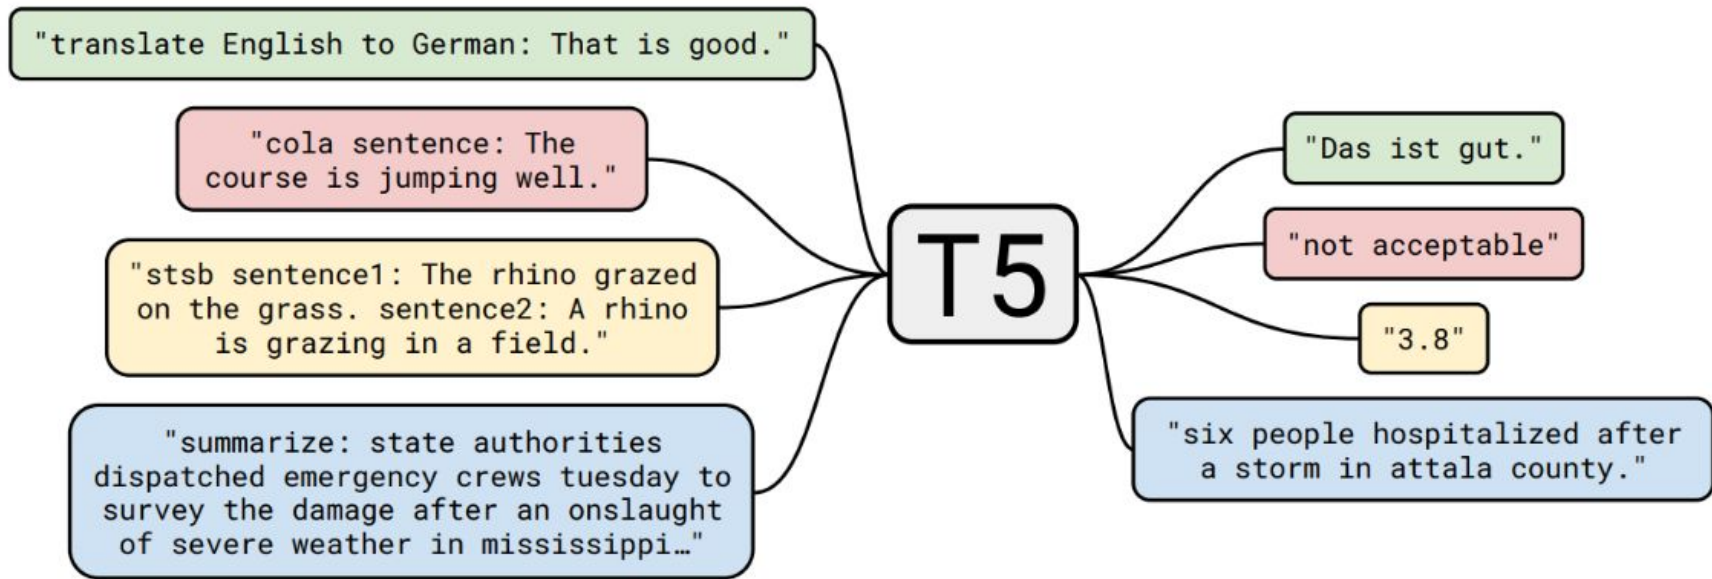 "translate English to German: That is good."
"cola sentence: The
course is jumping well."
"stsb sentence1: The rhino grazed
on the grass. sentence2: A rhino
is grazing in a field."
"summarize: state authorities
dispatched emergency crews tuesday to
survey the damage after an onslaught
of severe weather in mississippi…"
T5
"Das ist gut."
"not acceptable"
"3.8"
"six people hospitalized after
a storm in attala county."